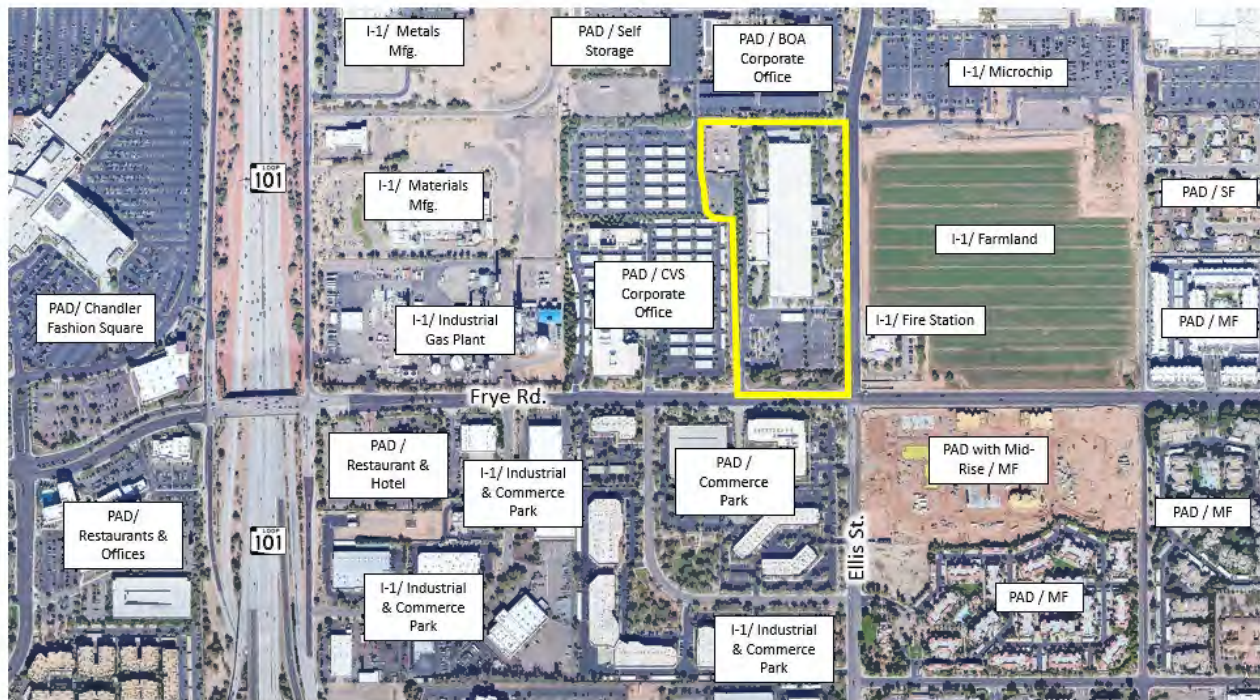 I-1/ Metals
Mfg.
PAD / Self
Storage
PAD / BOA
Corporate
Office
I-1/ Microchip
LOOP
101
I-1/ Materials
Mfg.
PAD / SF
I-1/ Farmland
PAD / CVS
Corporate
Office
PAD/ Chandler
Fashion Square
I-1/ Industrial
Gas Plant
I-1/ Fire Station
PAD / MF
Frye Rd.
PAD /
Restaurant &
Hotel
I-1/ Industrial
& Commerce
Park
PAD /
Commerce
Park
PAD with Mid-
Rise / MF
PAD/
Restaurants &
Offices
LOOP
101
PAD / MF
Ellis St.
I-1/ Industrial
& Commerce
Park
PAD / MF
I-1/ Industrial
& Commerce
Park